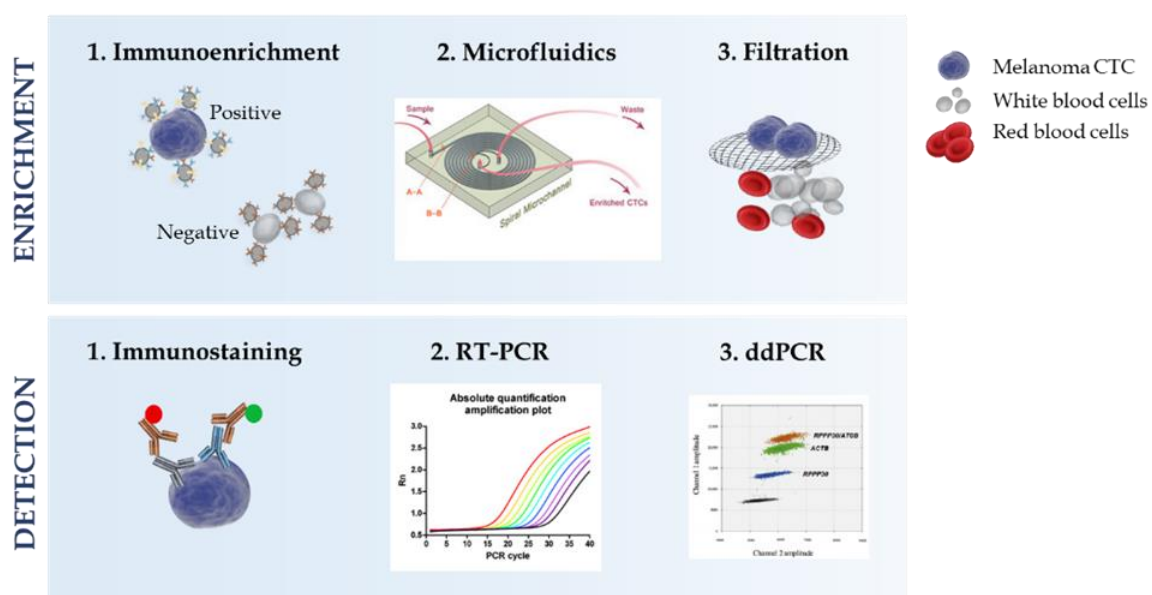 ENRICHMENT
1. Immunoenrichment
Positive
Negative
2. Microfluidics
Sample
Waste
A-A
B-B
Spiral Microchannel
Enritched CTCs
3. Filtration
Melanoma CTC
White blood cells
Red blood cells
DETECTION
1. Immunostaining
2. RT-PCR
Absolute quantification
amplification plot
Rn
3.0
2.5
2.0
1.5
1.0
0.5
0 5 10 15 20 25 30 35 40
PCR cycle
3. ddPCR
Channel 1 amplitude
ACTB
RPPP30
Channel 2 amplitude